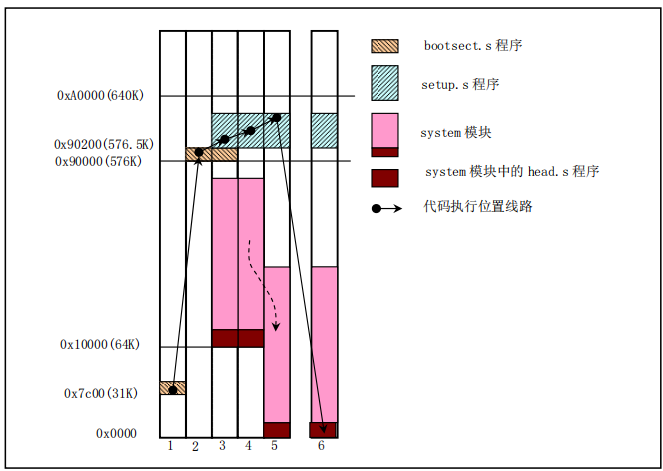 bootsect.s 程序
setup.s 程序
system 模块
system 模块中的 head.s 程序
代码执行位置线路
0xA0000(640K)
0x90200(576.5K)
0x90000(576K)
0x10000(64K)
0x7c00(31K)
0x0000
1 2 3 4 5 6